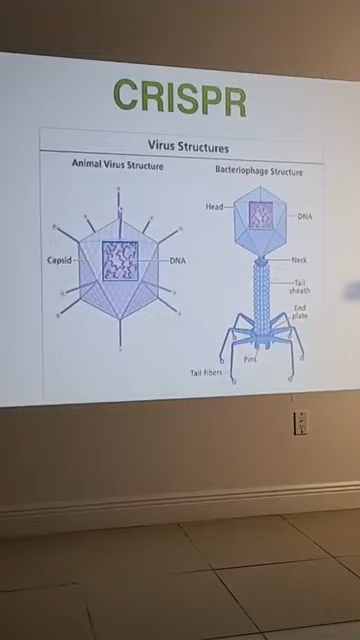 CRISPR
Virus Structures
Animal Virus Structure
Bacteriophage Structure
Capsid
DNA
Head
DNA
Neck
Tail
sheath
End
plate
Pins
Tail fibers